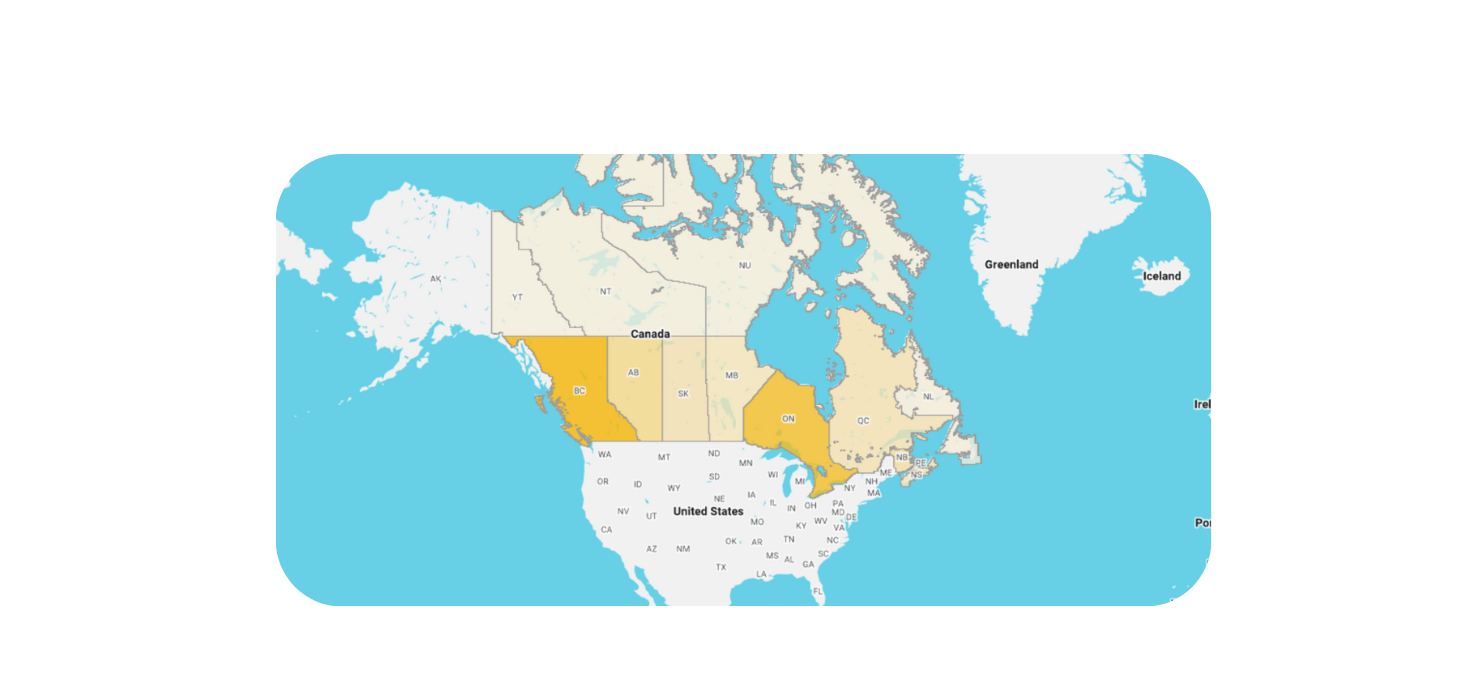 Greenland
NU
Iceland
AK
NT
YT
Canada
AB
MB
BC
SK
NL
ON
QC
WA
MT
ND
NB
MN
PE
SD
WI
ME
NS
OR
ID
WY
MI
NH
NY
MA
NE
IA
IL
OH
PA
NV
UT
United States
IN
MD
DE
MO
KY
WV
VA
CA
OK
AR
TN
NC
AZ
NM
MS
AL
SC
GA
TX
LA
FL